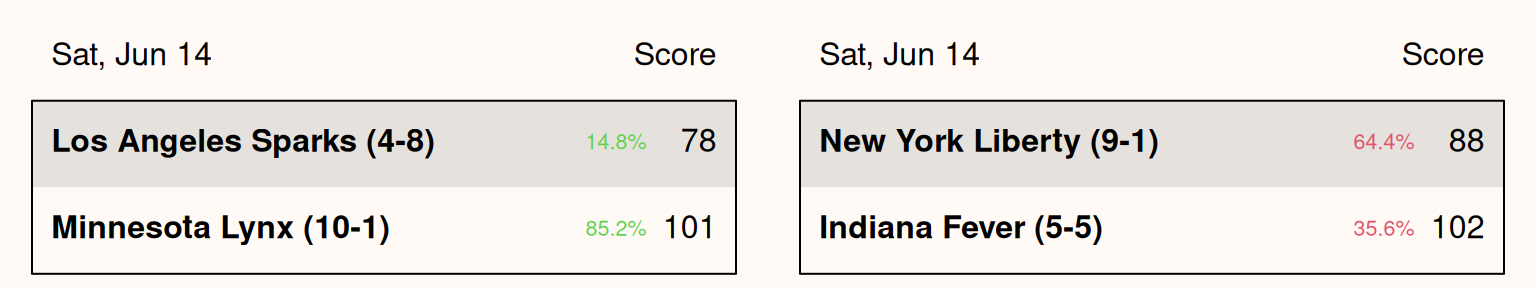 Sat, Jun 14 Score
Los Angeles Sparks (4-8) 14.8% 78
Minnesota Lynx (10-1) 85.2% 101
Sat, Jun 14 Score
New York Liberty (9-1) 64.4% 88
Indiana Fever (5-5) 35.6% 102